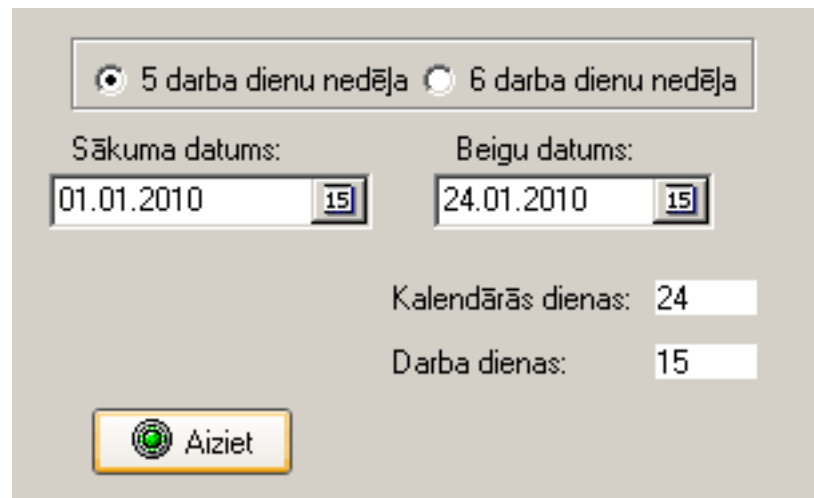 5 darba dienu nedēļa 6 darba dienu nedēļa
Sākuma datums: Beigu datums:
01.01.2010 15 24.01.2010 15
Kalendārās dienas: 24
Darba dienas: 15
Aiziet